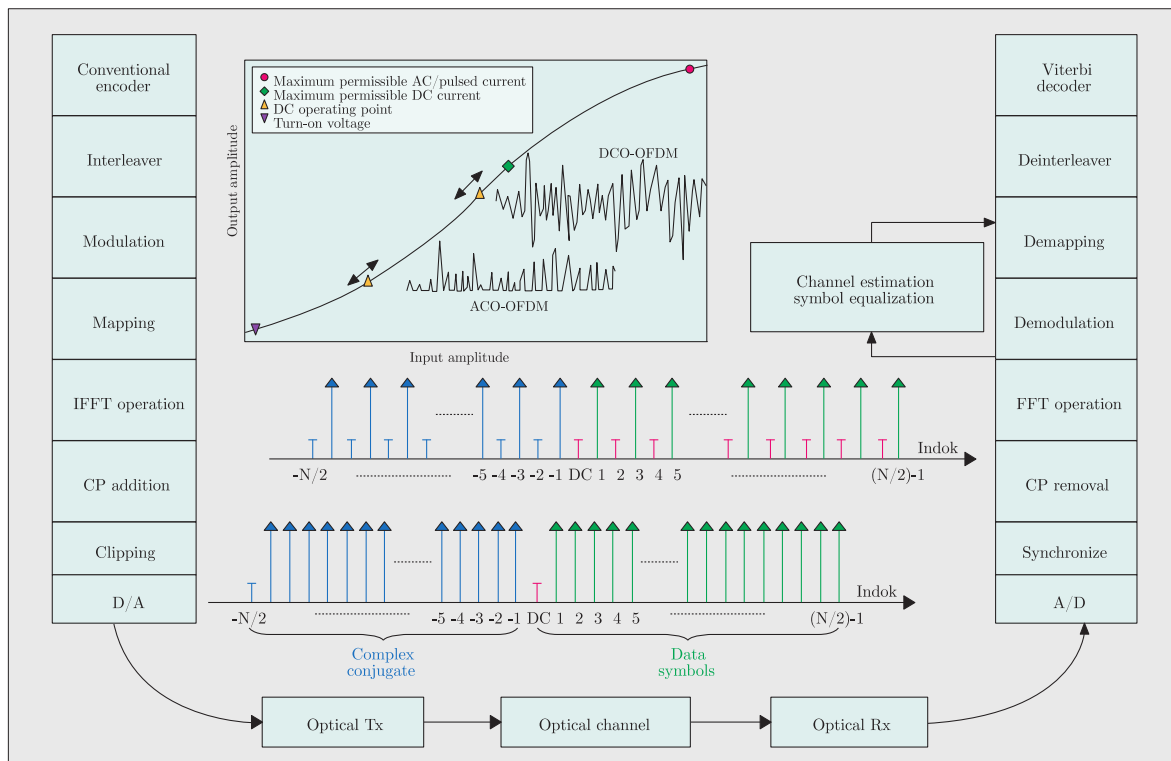 Conventional
encoder
Interleaver
Modulation
Mapping
IFFT operation
CP addition
Clipping
D/A
Maximum permissible AC/pulsed current
Maximum permissible DC current
DC operating point
Turn-on voltage
Output amplitude
DCO-OFDM
ACO-OFDM
Input amplitude
Viterbi
decoder
Deinterleaver
Demapping
Demodulation
FFT operation
CP removal
Synchronize
A/D
Channel estimation
symbol equalization
Indok
-N/2 -5 -4 -3 -2 -1 DC 1 2 3 4 5 (N/2)-1
Indok
-N/2 -5 -4 -3 -2 -1 DC 1 2 3 4 5 (N/2)-1
Complex
conjugate
Data
symbols
Optical Tx
Optical channel
Optical Rx